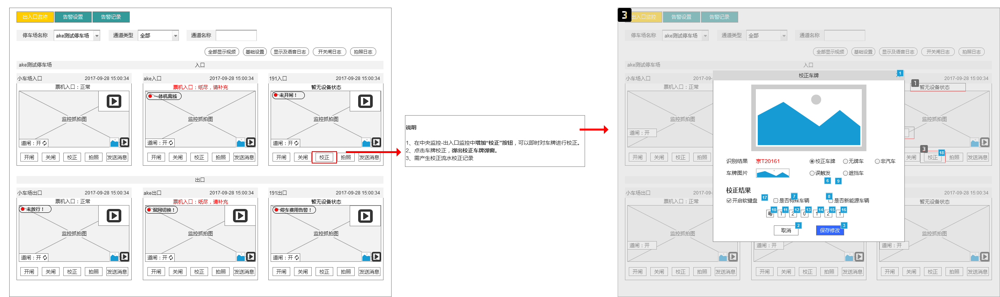 出入口监控 告警设置 告警记录
停车场名称 ake测试停车场 通道类型 全部 通道名称
全部显示视频 基础设置 显示及语音日志 开关闸日志 拍照日志
ake测试停车场 入口
小车场入口 2017-09-28 15:00:34 ake入口 2017-09-28 15:00:34 191入口 2017-09-28 15:00:34
票机入口：正常 票机入口：纸尽，请补充 暂无设备状态
一体机离线 未开闸！
监控抓拍图 监控抓拍图 监控抓拍图
道闸：开 道闸：开 道闸：开
开闸 关闸 校正 拍照 发送消息 开闸 关闸 校正 拍照 发送消息 开闸 关闸 校正 拍照 发送消息
出口
小车场出口 2017-09-28 15:00:34 ake出口 2017-09-28 15:00:34 191出口 2017-09-28 15:00:34
票机入口：正常 票机入口：纸尽，请补充 暂无设备状态
未放行！ 双网切换！ 停车费用告警！
监控抓拍图 监控抓拍图 监控抓拍图
道闸：开 道闸：开 道闸：开
开闸 关闸 校正 拍照 发送消息 开闸 关闸 校正 拍照 发送消息 开闸 关闸 校正 拍照 发送消息
说明
1、在中央监控-出入口监控中增加“校正”按钮，可以即时对车牌进行校正。
2、点击车牌校正，弹出校正车牌弹窗。
3、需产生校正流水校正记录
3 出入口监控 告警设置 告警记录
停车场名称 ake测试停车场 通道类型 全部 通道名称
全部显示视频 基础设置 显示及语音日志 开关闸日志 拍照日志
ake测试停车场 入口
小车场入口 2017-09- 2017-09-28 15:00:34
票机入口：正常 1 暂无设备状态
监控抓拍图 监控抓拍图
道闸：开
3 18
开闸 关闸 校正 拍照 关闸 校正 拍照 发送消息
校正车牌 1
识别结果 京T20161 校正车牌 无牌车 非汽车
车牌图片 误触发 遮挡车
6 9
校正结果
开启软键盘 17 是否特殊车辆 7 是否新能源车辆 8
粤 T 2 0 1 2 1
10 11 12 13 14 15 16
取消 2 保存修改 3
小车场出口 2017-09- 2017-09-28 15:00:34
票机入口：正常 暂无设备状态
监控抓拍图 监控抓拍图
道闸：开 道闸：开 道闸：开
开闸 关闸 校正 拍照 发送消息 开闸 关闸 校正 拍照 发送消息 开闸 关闸 校正 拍照 发送消息